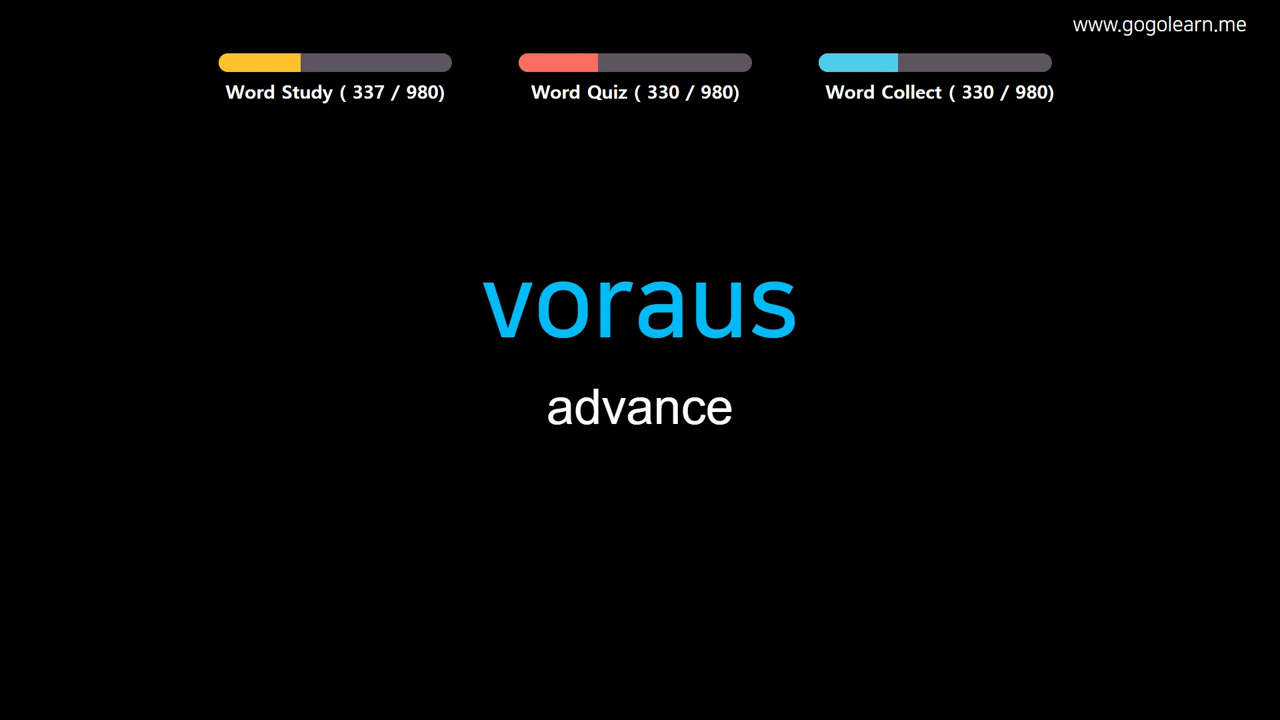 www.gogolearn.me
Word Study ( 337 / 980)
Word Quiz ( 330 / 980)
Word Collect ( 330 / 980)
voraus
advance